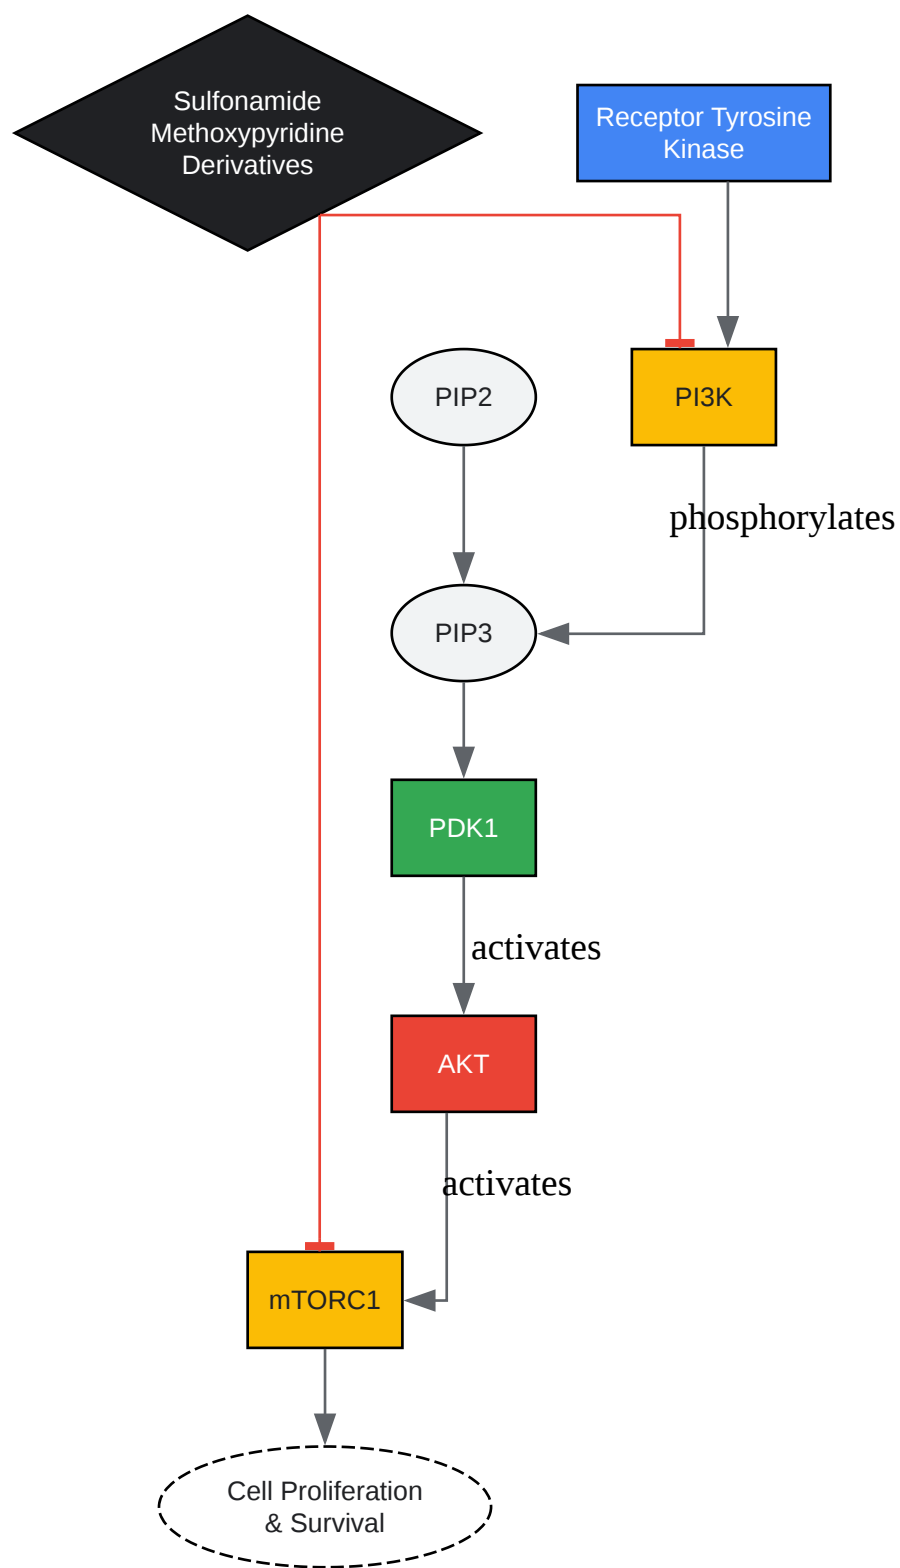 Sulfonamide
Methoxypyridine
Derivatives
Receptor Tyrosine
Kinase
PIP2
PI3K
phosphorylates
PIP3
PDK1
activates
AKT
activates
mTORC1
Cell Proliferation
& Survival